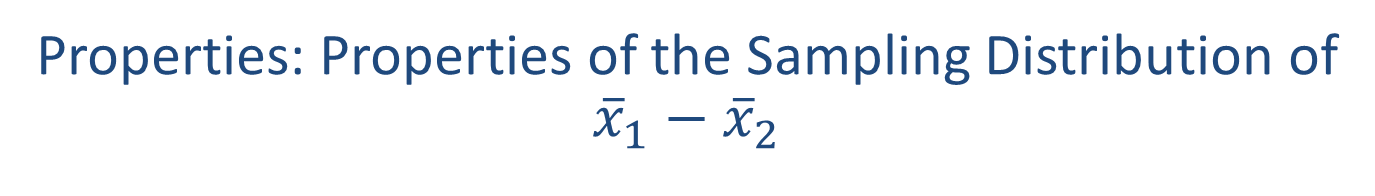 Properties: Properties of the Sampling Distribution of
x̄₁ − x̄₂